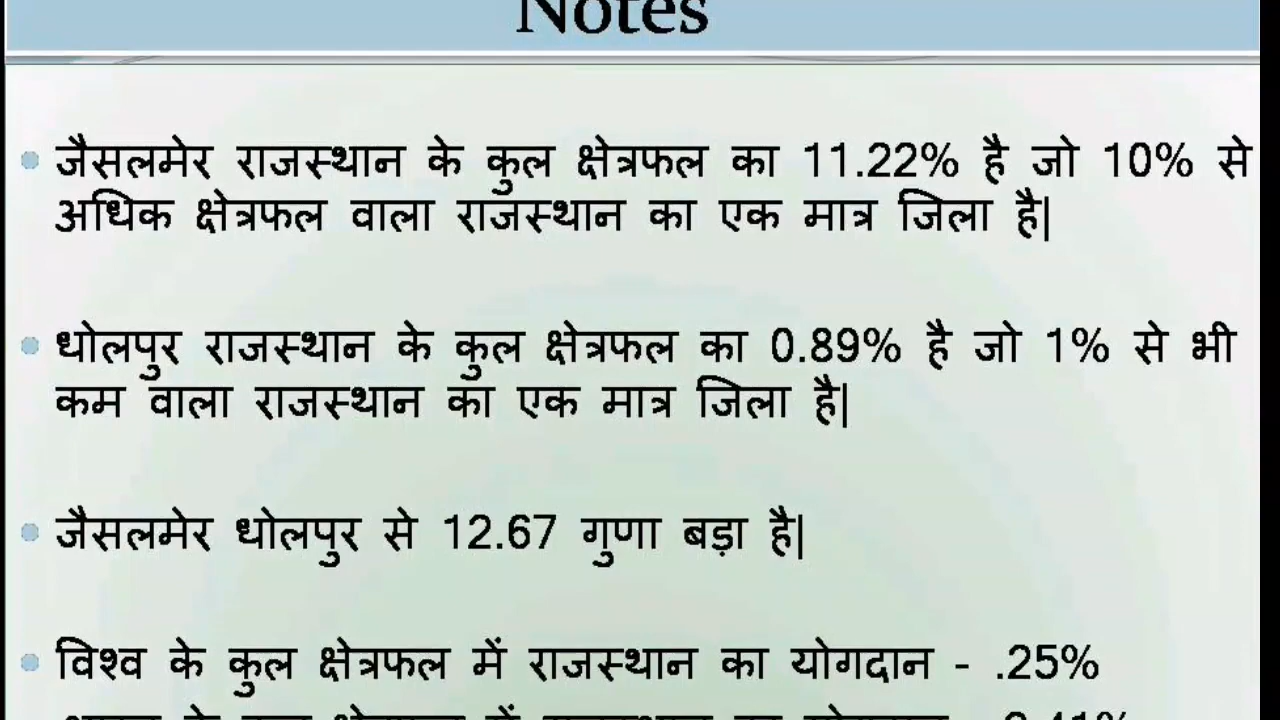 Notes
जैसलमेर राजस्थान के कुल क्षेत्रफल का 11.22% है जो 10% से
अधिक क्षेत्रफल वाला राजस्थान का एक मात्र जिला है|
धोलपुर राजस्थान के कुल क्षेत्रफल का 0.89% है जो 1% से भी
कम वाला राजस्थान का एक मात्र जिला है|
जैसलमेर धोलपुर से 12.67 गुणा बड़ा है|
विश्व के कुल क्षेत्रफल में राजस्थान का योगदान - .25%